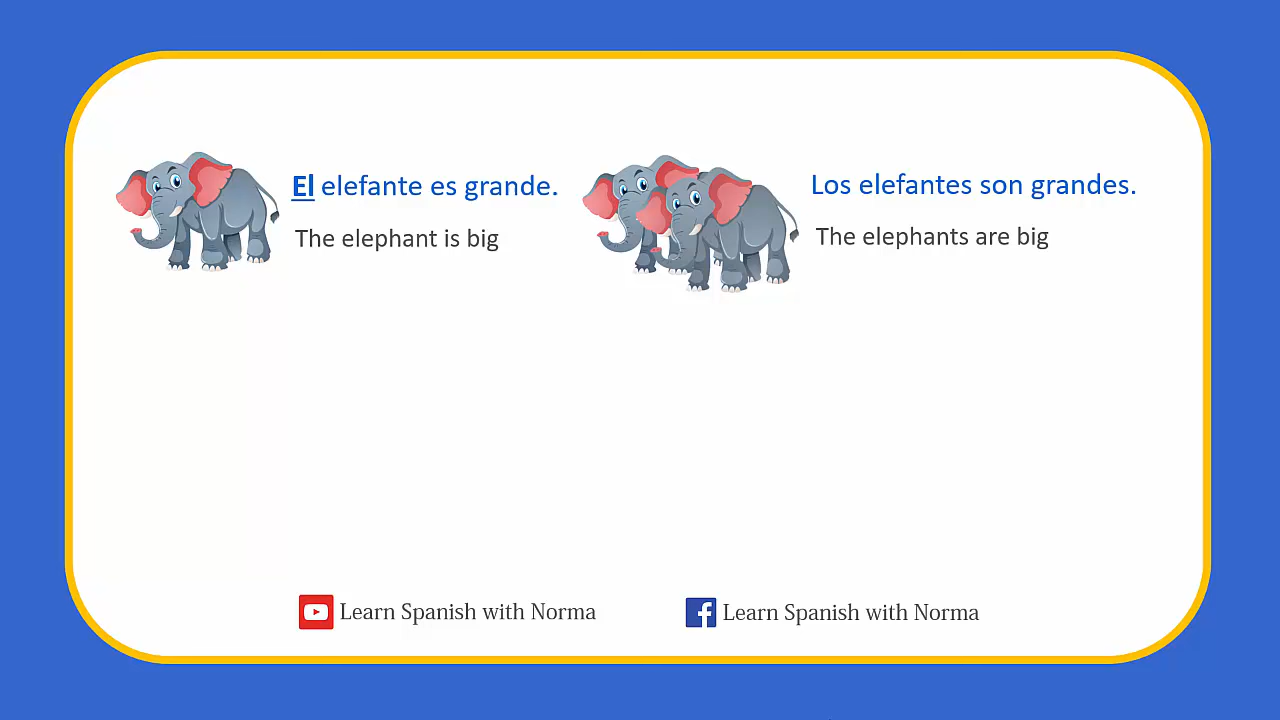 El elefante es grande.
The elephant is big
Los elefantes son grandes.
The elephants are big
Learn Spanish with Norma
Learn Spanish with Norma